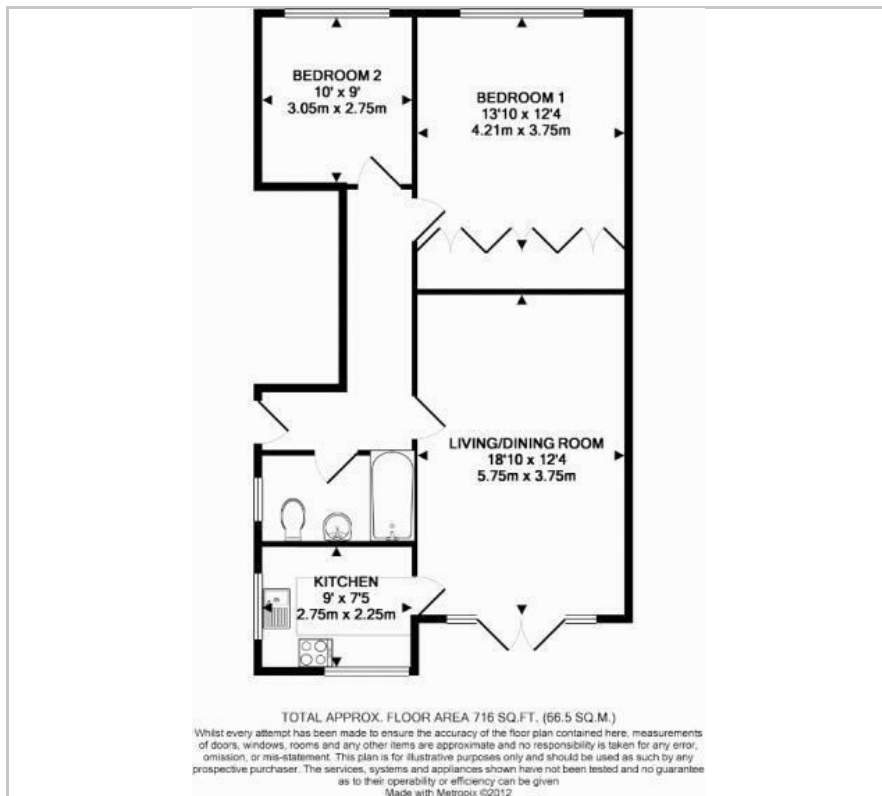 BEDROOM 2
10' x 9'
3.05m x 2.75m
BEDROOM 1
13'10 x 12'4
4.21m x 3.75m
LIVING/DINING ROOM
18'10 x 12'4
5.75m x 3.75m
KITCHEN
9' x 7'5
2.75m x 2.25m
TOTAL APPROX. FLOOR AREA 716 SQ.FT. (66.5 SQ.M.)
Whilst every attempt has been made to ensure the accuracy of the floor plan contained here, measurements
of doors, windows, rooms and any other items are approximate and no responsibility is taken for any error,
omission, or mis-statement. This plan is for illustrative purposes only and should be used as such by any
prospective purchaser. The services, systems and appliances shown have not been tested and no guarantee
as to their operability or efficiency can be given
Made with Metropix ©2012